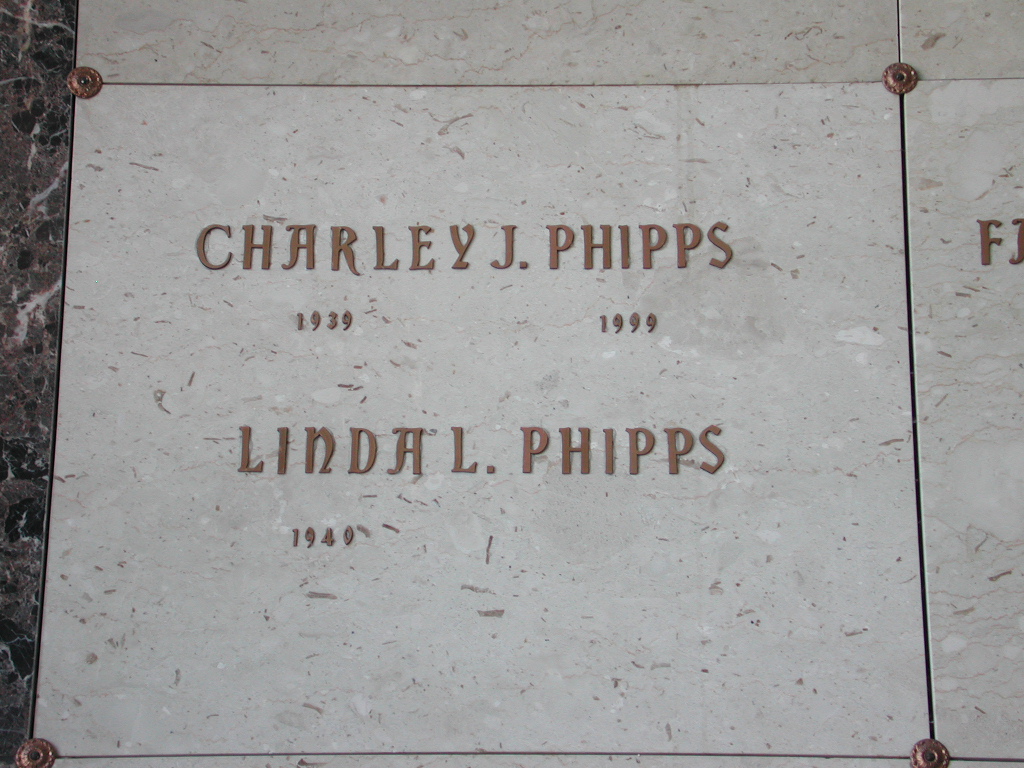 CHARLEY J. PHIPPS
1939 1999
LINDA L. PHIPPS
1940